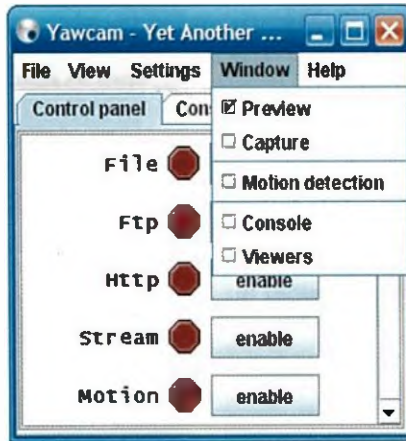 Yawcam - Yet Another ...
File View Settings Window Help
Control panel Con
Preview
Capture
Motion detection
Console
Viewers
File
Ftp
Http enable
Stream enable
Motion enable